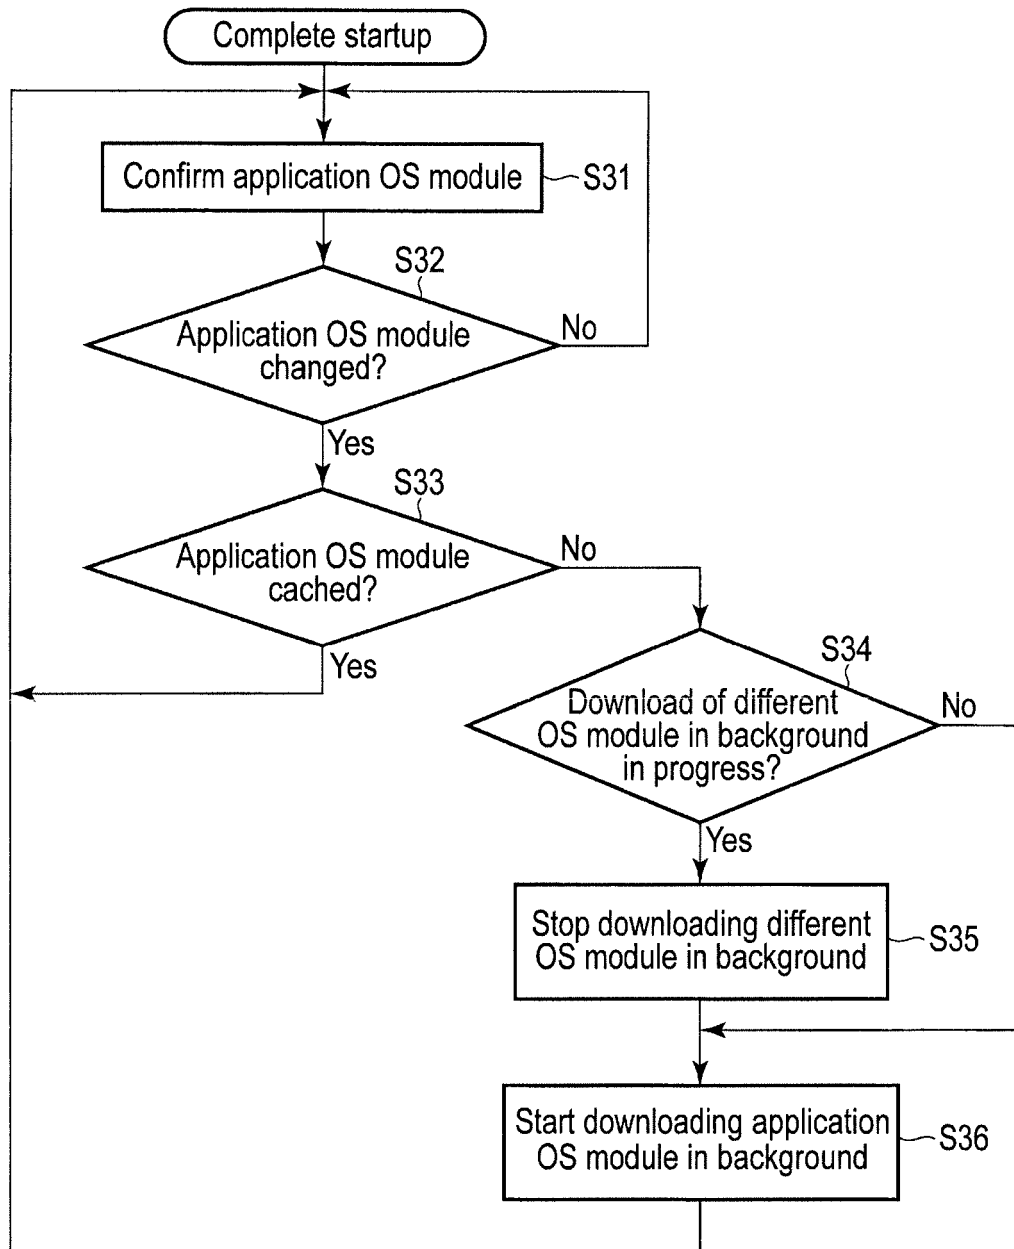 Complete startup
Confirm application OS module
S31
S32
Application OS module
changed?
No
Yes
S33
Application OS module
cached?
No
Yes
S34
Download of different
OS module in background
in progress?
No
Yes
Stop downloading different
OS module in background
S35
Start downloading application
OS module in background
S36